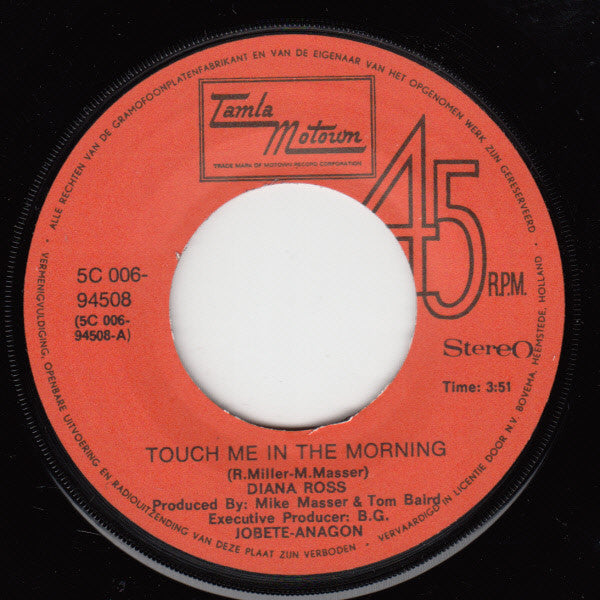 ALLE RECHTEN VAN DE GRAMOFOONPLATENFABRIKANT EN VAN DE EIGENAAR VAN HET OPGENOMEN WERK ZIJN GERESERVEERD
Tamla
Motown
TRADE MARK OF MOTOWN RECORD CORPORATION
45
R.P.M.
5C 006-
94508
(5C 006-
94508-A)
Stereo
Time: 3:51
TOUCH ME IN THE MORNING
(R.Miller-M.Masser)
DIANA ROSS
Produced By: Mike Masser & Tom Baird
Executive Producer: B.G.
JOBETE-ANAGON
VERMENGVULDIGING, OPENBARE UITVOERING EN RADIOUITZENDING VAN DEZE PLAAT ZIJN VERBODEN · VERVAARDIGD IN LICENTIE DOOR N.V. BOVEMA, HEEMSTEDE, HOLLAND ·